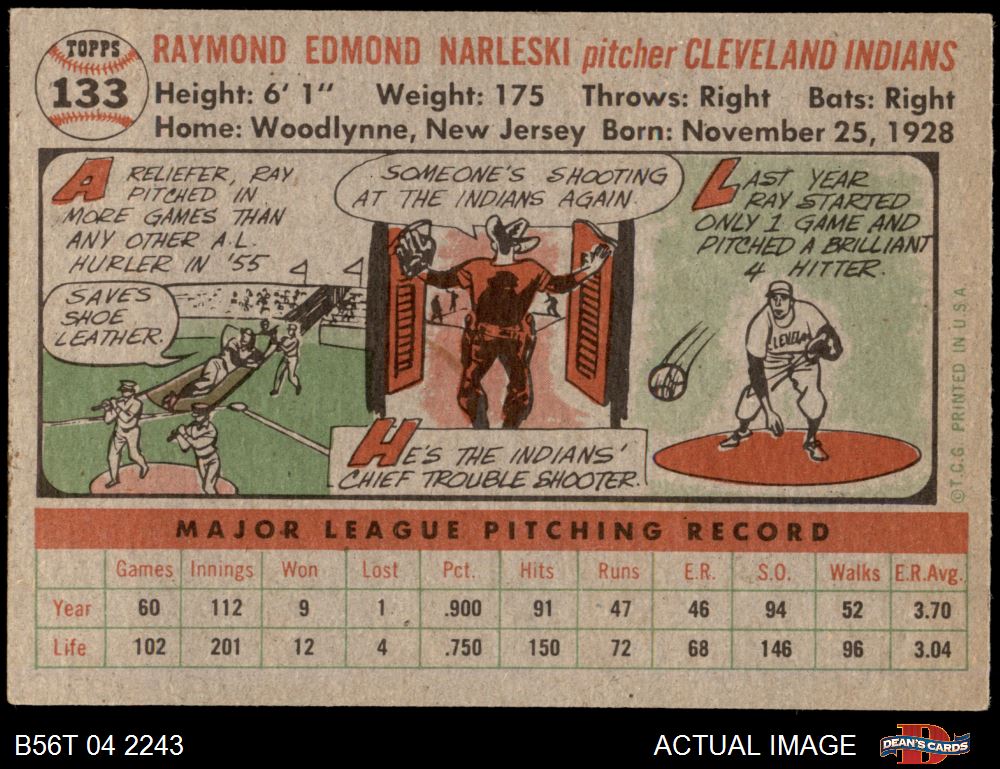 TOPPS
133
RAYMOND EDMOND NARLESKI pitcher CLEVELAND INDIANS
Height: 6' 1" Weight: 175 Throws: Right Bats: Right
Home: Woodlynne, New Jersey Born: November 25, 1928
A RELIEFER, RAY
PITCHED IN
MORE GAMES THAN
ANY OTHER A.L.
HURLER IN '55
SAVES
SHOE
LEATHER.
SOMEONE'S SHOOTING
AT THE INDIANS AGAIN.
HE'S THE INDIANS'
CHIEF TROUBLE SHOOTER.
LAST YEAR
RAY STARTED
ONLY 1 GAME AND
PITCHED A BRILLIANT
4 HITTER.
CLEVELAN
© T.C.G. PRINTED IN U.S.A.
MAJOR LEAGUE PITCHING RECORD
Games Innings Won Lost Pct. Hits Runs E.R. S.O. Walks E.R.Avg.
Year 60 112 9 1 .900 91 47 46 94 52 3.70
Life 102 201 12 4 .750 150 72 68 146 96 3.04
B56T 04 2243
ACTUAL IMAGE
DEAN'S CARDS